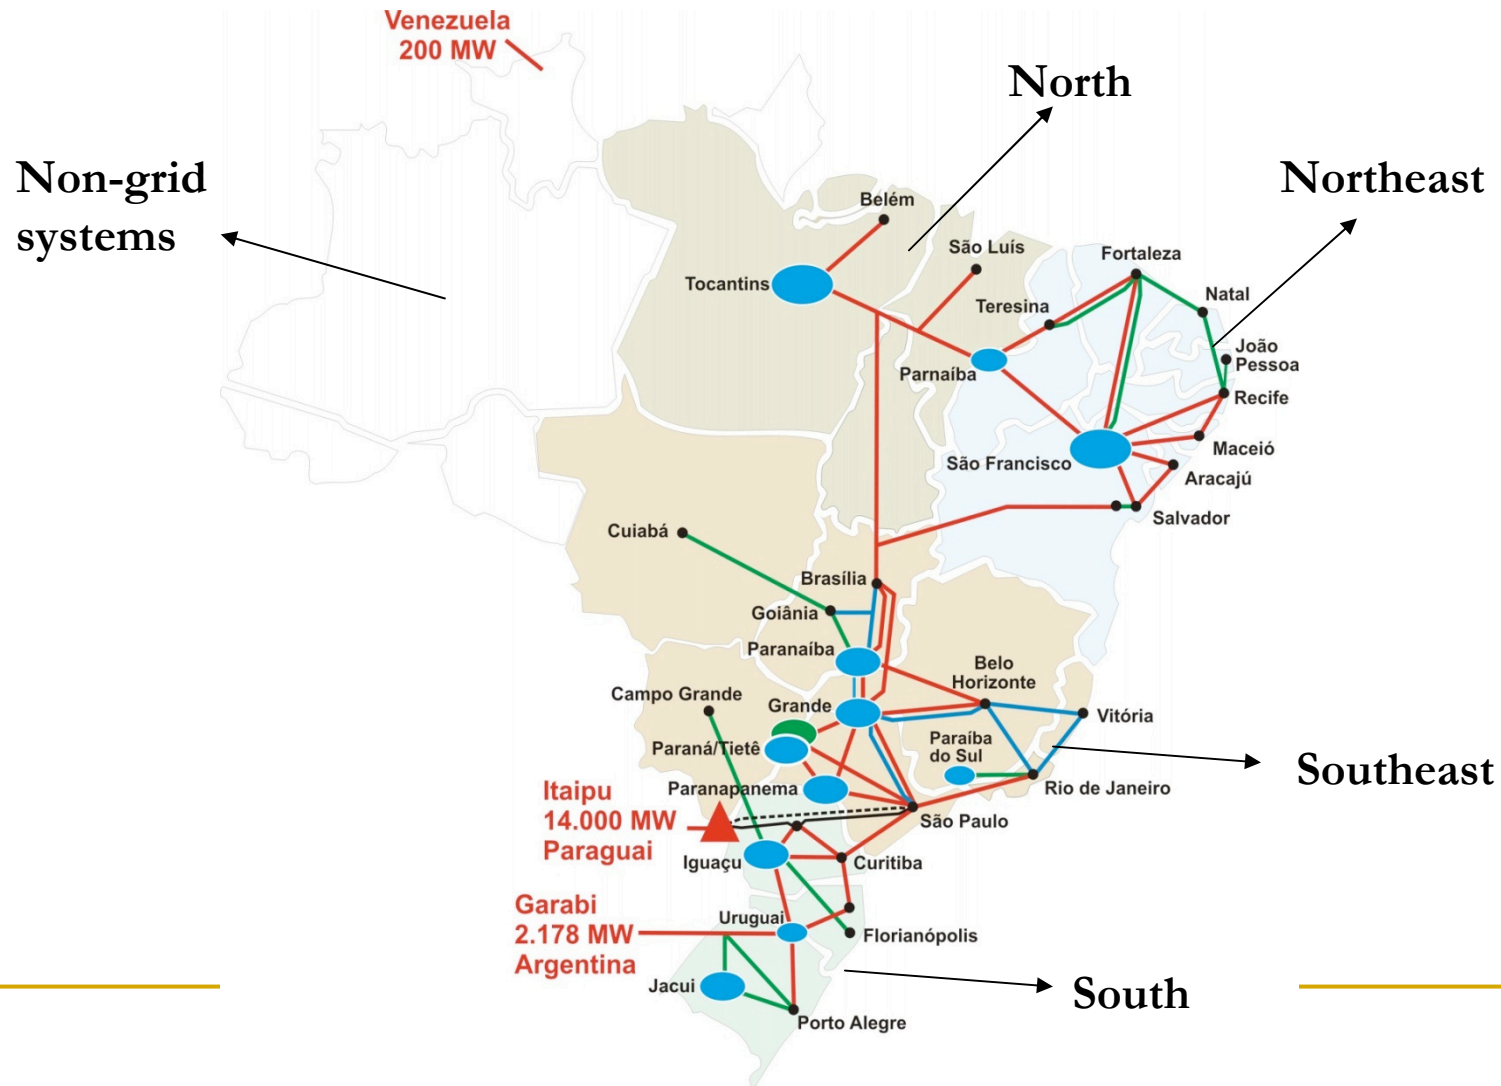 Venezuela
200 MW
North
Non-grid
systems
Northeast
Belém
São Luís
Fortaleza
Tocantins
Teresina
Natal
João
Pessoa
Parnaíba
Recife
Maceió
São Francisco
Aracajú
Salvador
Cuiabá
Brasília
Goiânia
Paranaíba
Belo
Horizonte
Campo Grande
Grande
Vitória
Paraná/Tietê
Paraíba
do Sul
Southeast
Paranapanema
Rio de Janeiro
Itaipu
14.000 MW
Paraguai
São Paulo
Iguaçu
Curitiba
Garabi
2.178 MW
Argentina
Uruguai
Florianópolis
Jacui
South
Porto Alegre